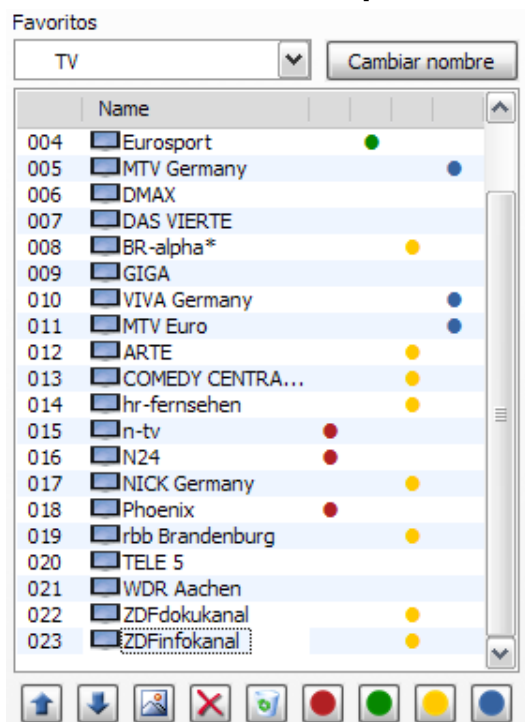 Favoritos
TV Cambiar nombre
Name
004 Eurosport
005 MTV Germany
006 DMAX
007 DAS VIERTE
008 BR-alpha*
009 GIGA
010 VIVA Germany
011 MTV Euro
012 ARTE
013 COMEDY CENTRA...
014 hr-fernsehen
015 n-tv
016 N24
017 NICK Germany
018 Phoenix
019 rbb Brandenburg
020 TELE 5
021 WDR Aachen
022 ZDFdokukanal
023 ZDFinfokanal